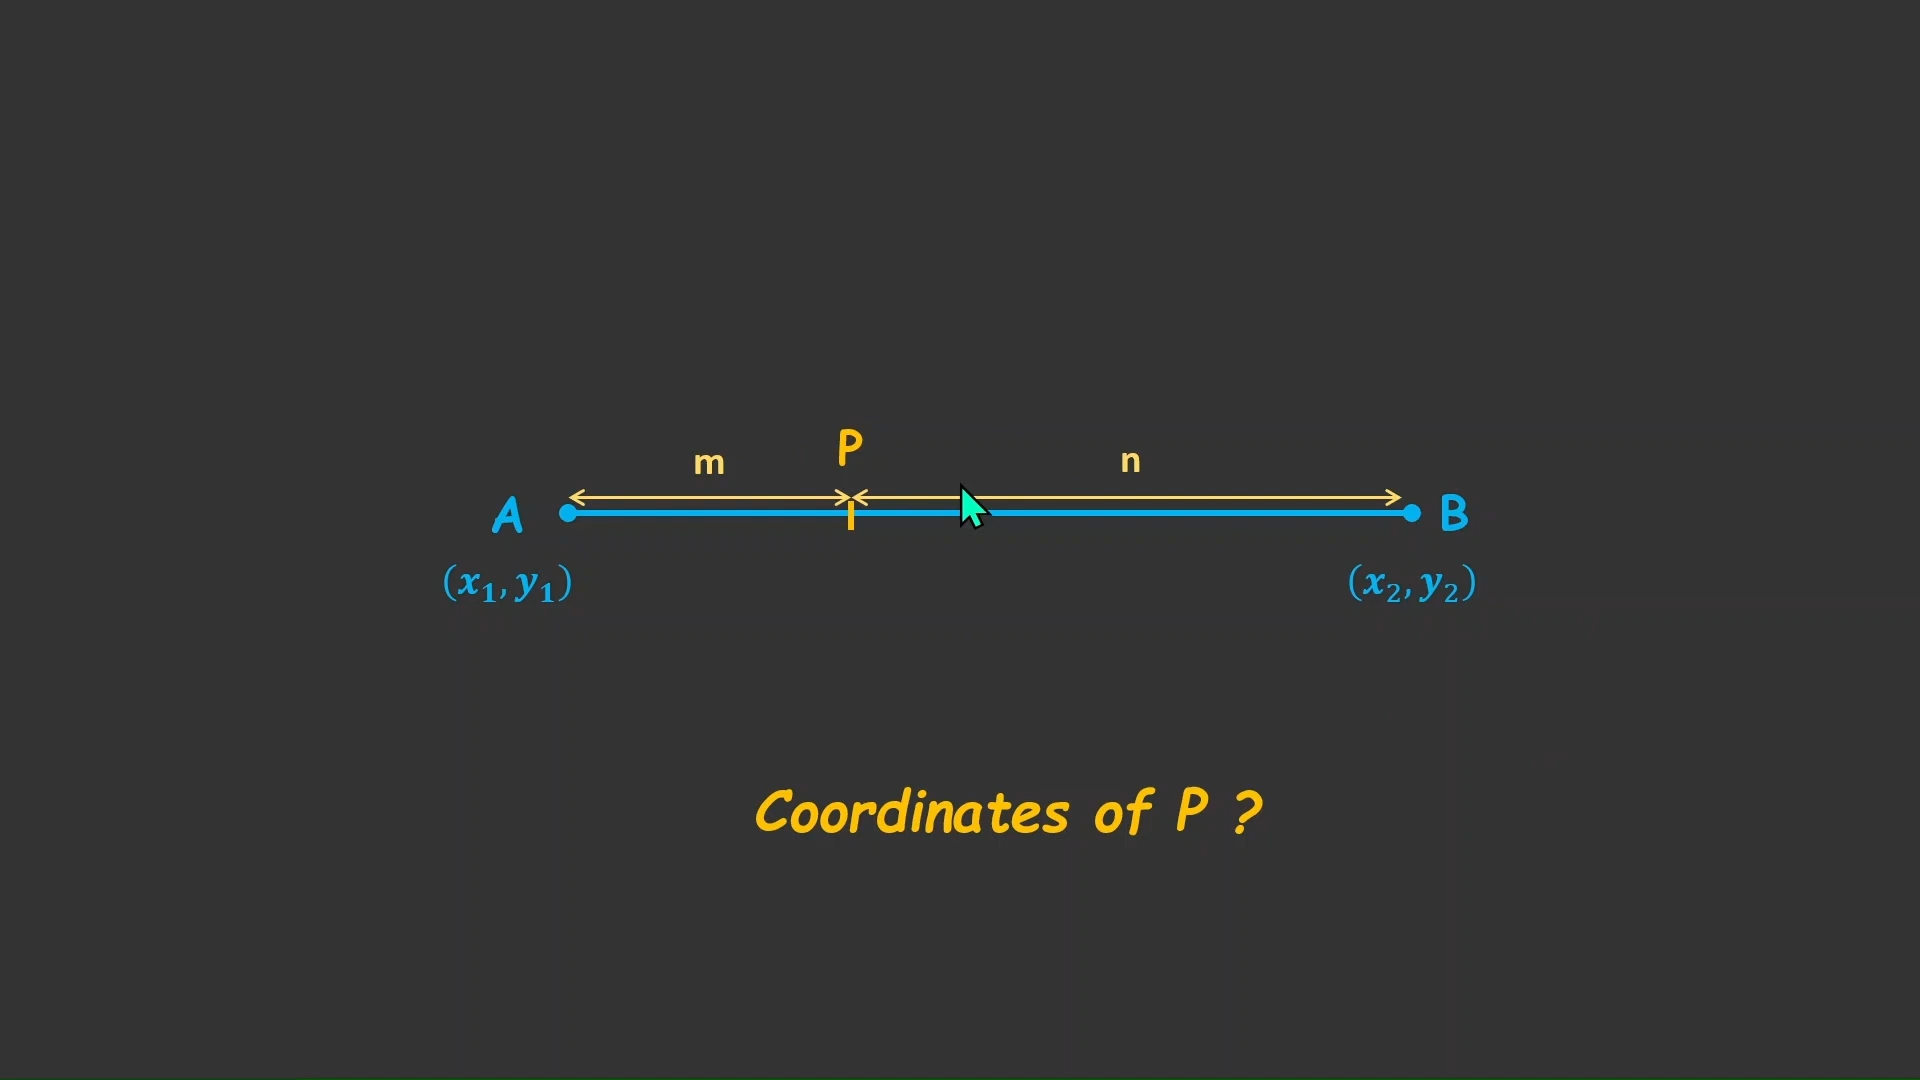 P
m
n
A
B
(x₁, y₁)
(x₂, y₂)
Coordinates of P ?